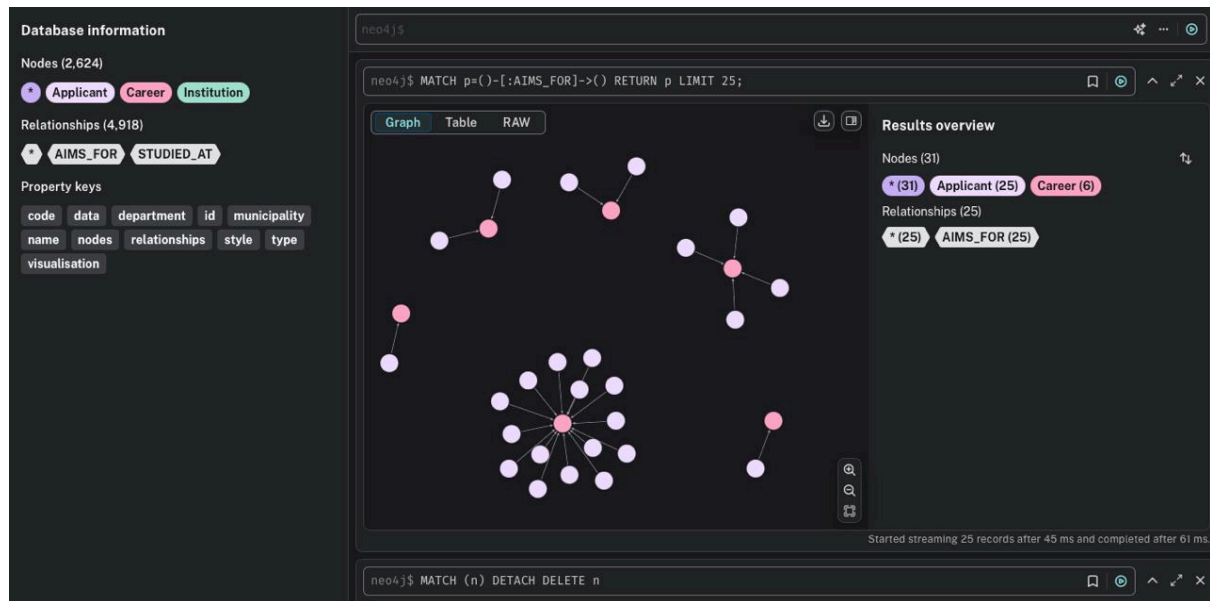 Database information
Nodes (2,624)
* Applicant Career Institution
Relationships (4,918)
* AIMS_FOR STUDIED_AT
Property keys
code data department id municipality
name nodes relationships style type
visualisation
neo4j$
neo4j$ MATCH p=()-[:AIMS_FOR]->() RETURN p LIMIT 25;
Graph Table RAW
Results overview
Nodes (31)
* (31) Applicant (25) Career (6)
Relationships (25)
* (25) AIMS_FOR (25)
Started streaming 25 records after 45 ms and completed after 61 ms.
neo4j$ MATCH (n) DETACH DELETE n